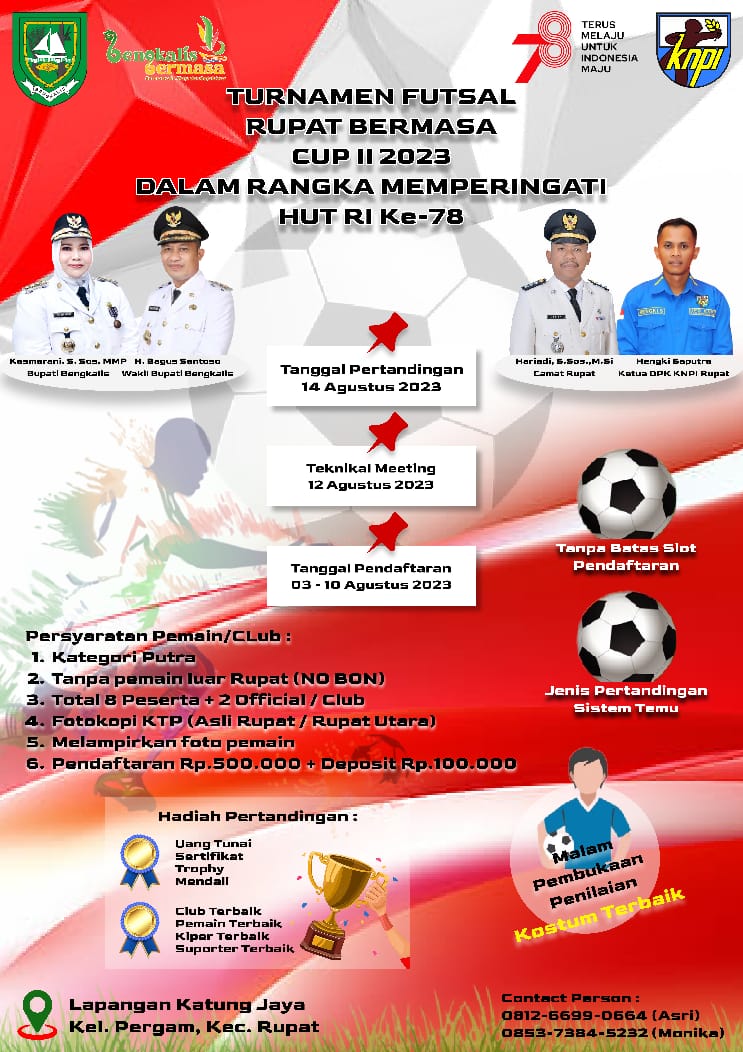 BENGKALIS
Bengkalis
Bermasa
78
TERUS
MELAJU
UNTUK
INDONESIA
MAJU
knpi
TURNAMEN FUTSAL
RUPAT BERMASA
CUP II 2023
DALAM RANGKA MEMPERINGATI
HUT RI Ke-78
Kasmarani. S. Sos. MMP
Bupati Bengkalis
H. Bagus Santoso
Wakil Bupati Bengkalis
Hariadi, S.Sos.,M.Si
Camat Rupat
Hengki Saputra
Ketua DPK KNPI Rupat
Tanggal Pertandingan
14 Agustus 2023
Teknikal Meeting
12 Agustus 2023
Tanggal Pendaftaran
03 - 10 Agustus 2023
Tanpa Batas Slot
Pendaftaran
Jenis Pertandingan
Sistem Temu
Persyaratan Pemain/CLub :
1. Kategori Putra
2. Tanpa pemain luar Rupat (NO BON)
3. Total 8 Peserta + 2 Official / Club
4. Fotokopi KTP (Asli Rupat / Rupat Utara)
5. Melampirkan foto pemain
6. Pendaftaran Rp.500.000 + Deposit Rp.100.000
Hadiah Pertandingan :
Uang Tunai
Sertifikat
Trophy
Mendali
Club Terbaik
Pemain Terbaik
Kiper Terbaik
Suporter Terbaik
Malam
Pembukaan
Penilaian
Kostum Terbaik
Lapangan Katung Jaya
Kel. Pergam, Kec. Rupat
Contact Person :
0812-6699-0664 (Asri)
0853-7384-5232 (Monika)